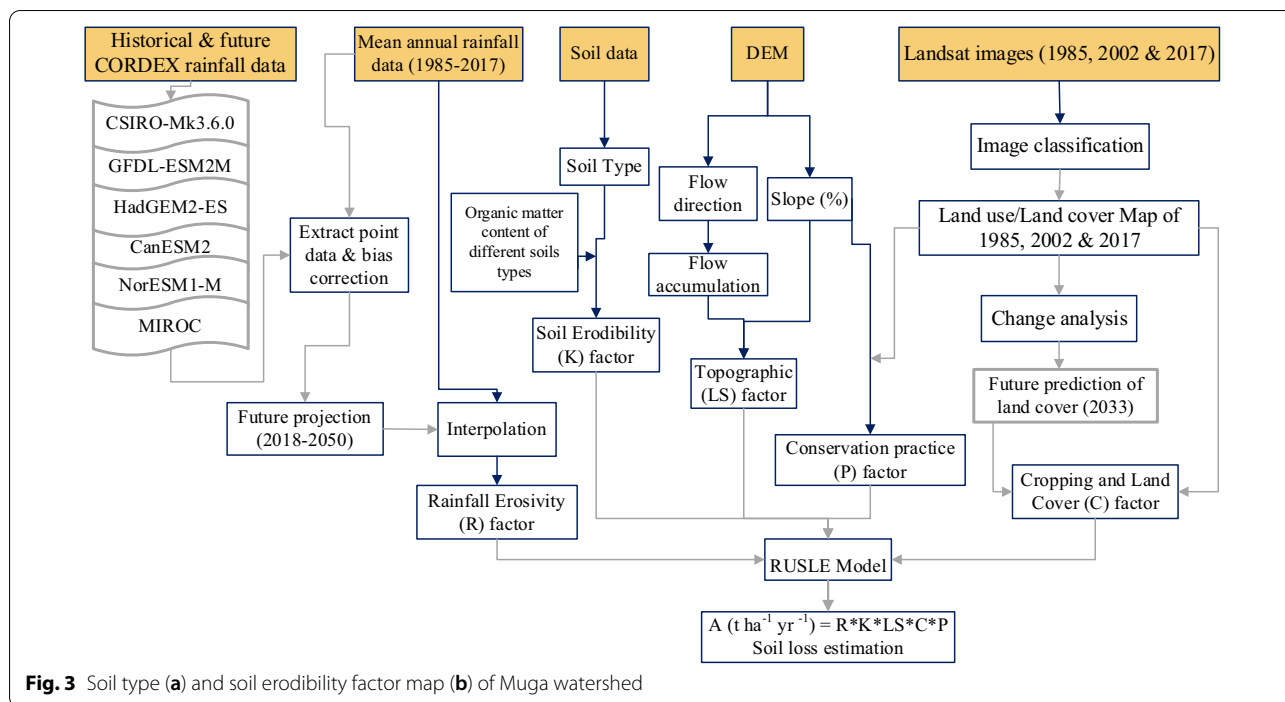 Historical & future
CORDEX rainfall data
Mean annual rainfall
data (1985-2017)
Soil data
DEM
Landsat images (1985, 2002 & 2017)
CSIRO-Mk3.6.0
GFDL-ESM2M
HadGEM2-ES
CanESM2
NorESM1-M
MIROC
Extract point
data & bias
correction
Future projection
(2018-2050)
Interpolation
Rainfall Erosivity
(R) factor
Soil Type
Organic matter
content of
different soils
types
Soil Erodibility
(K) factor
Flow
direction
Slope (%)
Flow
accumulation
Topographic
(LS) factor
Conservation practice
(P) factor
Image classification
Land use/Land cover Map of
1985, 2002 & 2017
Change analysis
Future prediction of
land cover (2033)
Cropping and Land
Cover (C) factor
RUSLE Model
A (t ha⁻¹ yr ⁻¹) = R*K*LS*C*P
Soil loss estimation
Fig. 3 Soil type (a) and soil erodibility factor map (b) of Muga watershed